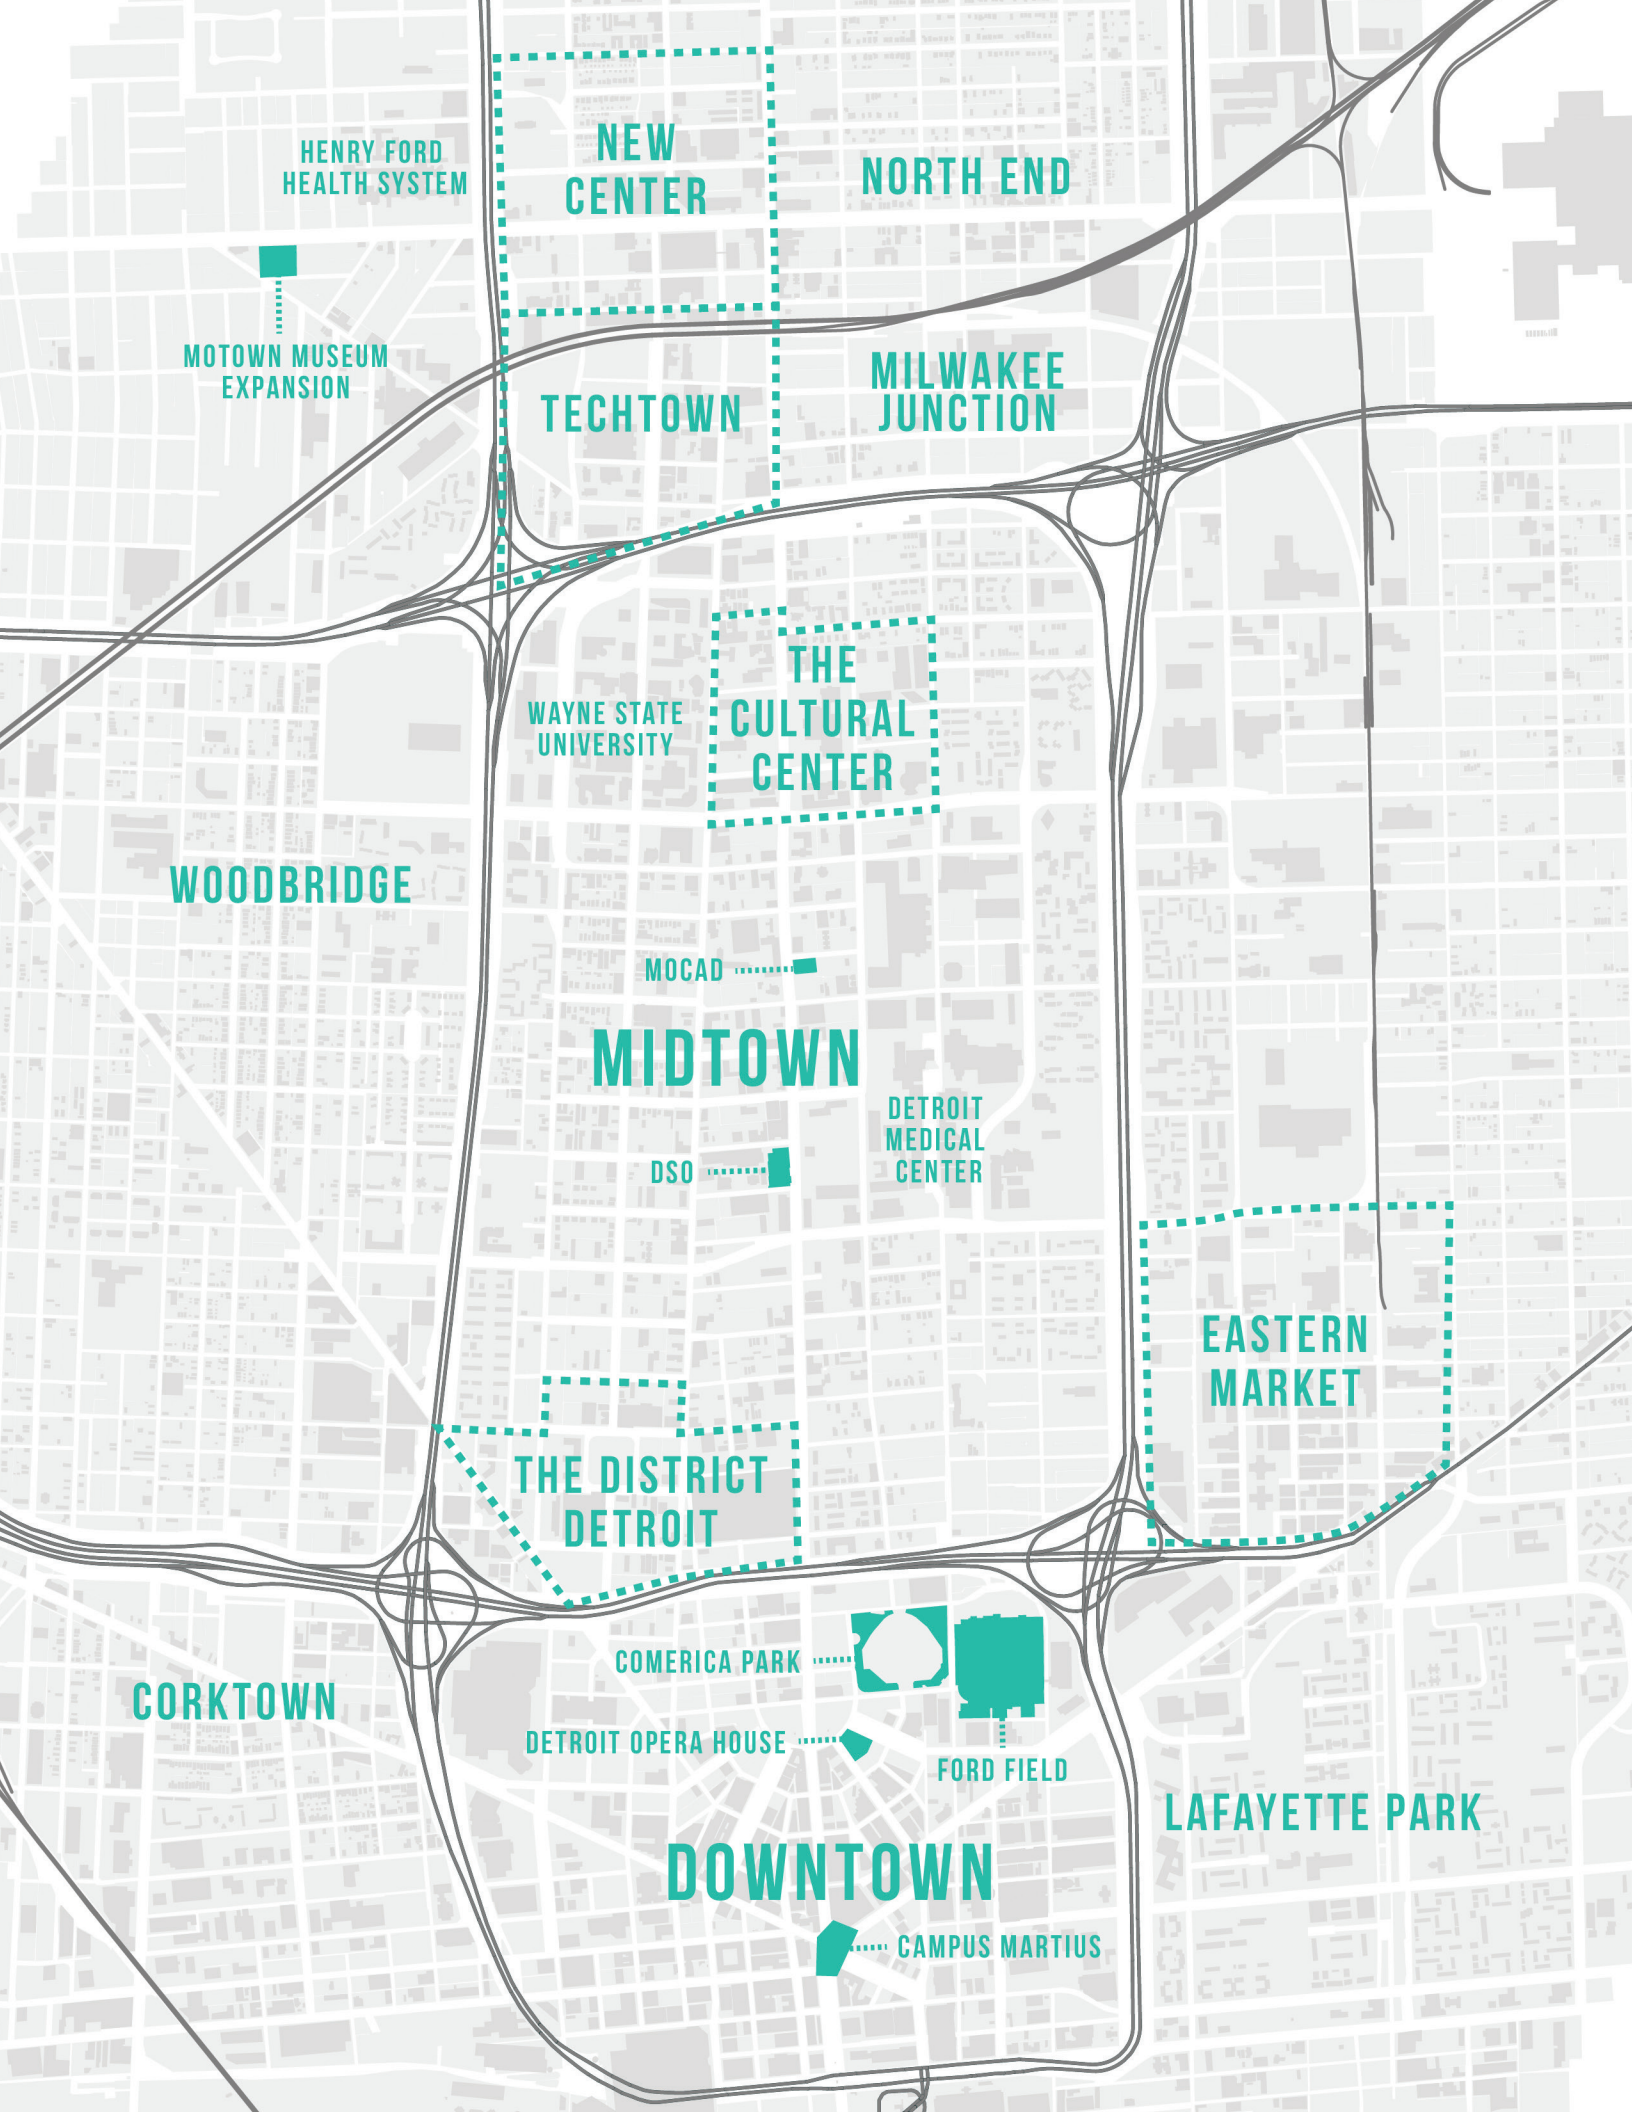 NEW
CENTER
HENRY FORD
HEALTH SYSTEM
NORTH END
MOTOWN MUSEUM
EXPANSION
TECHTOWN
MILWAKEE
JUNCTION
THE
CULTURAL
CENTER
WAYNE STATE
UNIVERSITY
WOODBRIDGE
MOCAD
MIDTOWN
DETROIT
MEDICAL
CENTER
DSO
EASTERN
MARKET
THE DISTRICT
DETROIT
COMERICA PARK
CORKTOWN
DETROIT OPERA HOUSE
FORD FIELD
LAFAYETTE PARK
DOWNTOWN
CAMPUS MARTIUS